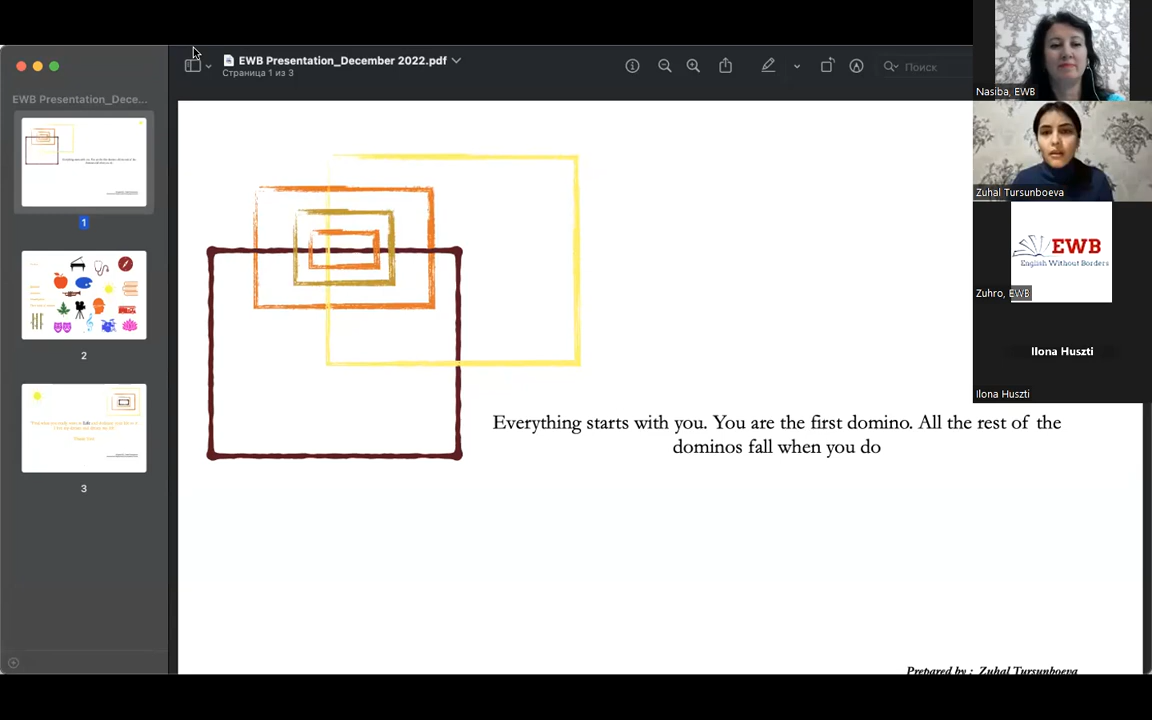 EWB Presentation_December 2022.pdf
Страница 1 из 3
Поиск
EWB Presentation_Dece...
1
2
3
Everything starts with you. You are the first domino. All the rest of the
dominos fall when you do
Prepared by : Zuhal Tursunboeva
Nasiba, EWB
Zuhal Tursunboeva
EWB
English Without Borders
Zuhro, EWB
Ilona Huszti
Ilona Huszti